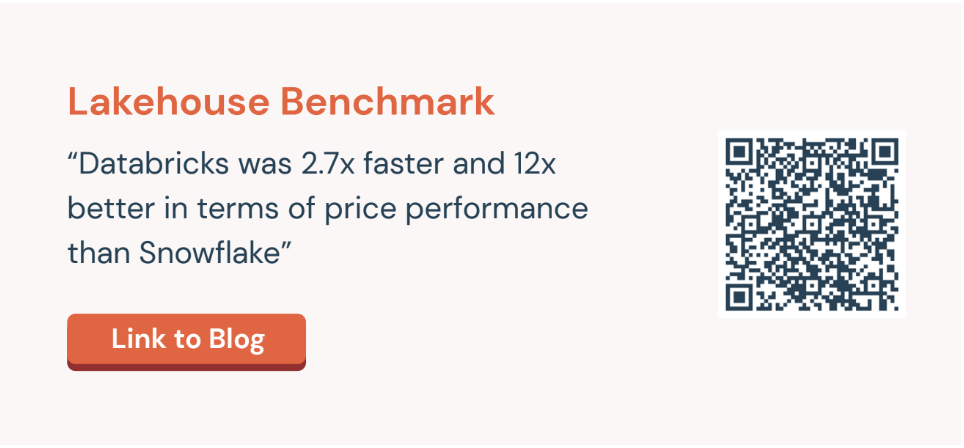 Lakehouse Benchmark
“Databricks was 2.7x faster and 12x
better in terms of price performance
than Snowflake”
Link to Blog